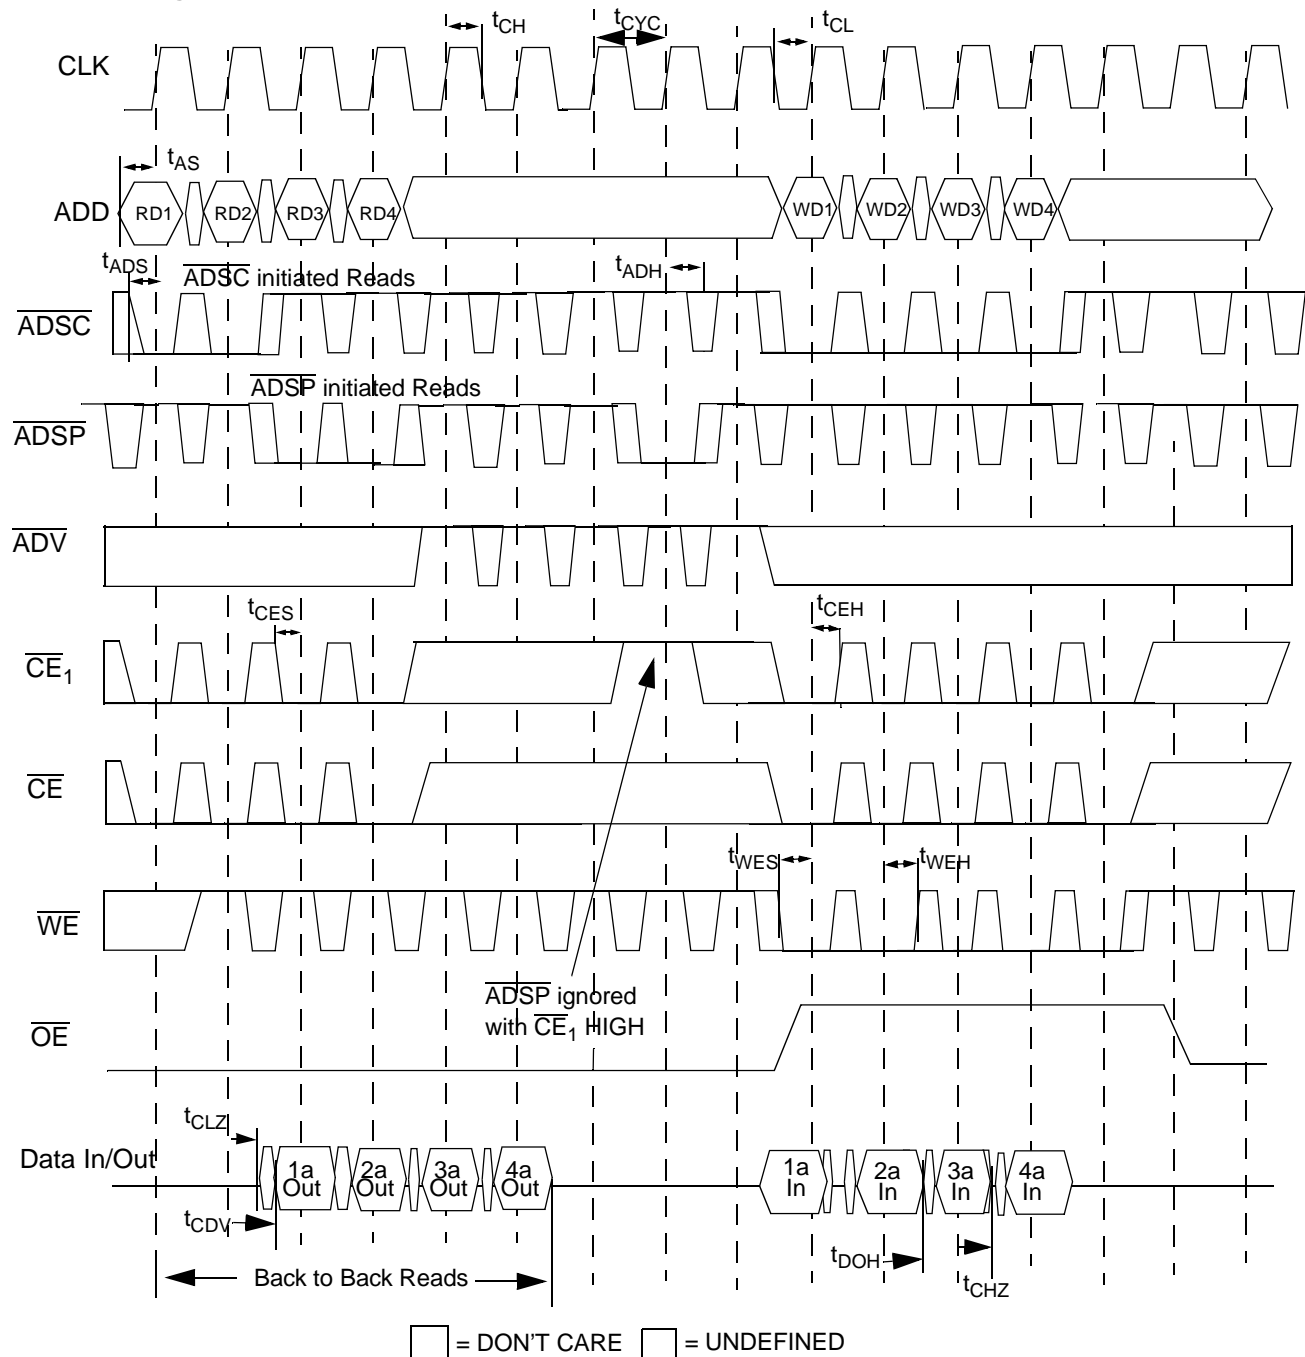 tCH
tCYC
tCL
CLK
tAS
ADD
RD1
RD2
RD3
RD4
WD1
WD2
WD3
WD4
tADS
ADSC initiated Reads
tADH
ADSC
ADSP initiated Reads
ADSP
ADV
tCES
tCEH
CE1
CE
tWES
tWEH
WE
ADSP ignored
with CE1 HIGH
OE
tCLZ
Data In/Out
1a
Out
2a
Out
3a
Out
4a
Out
1a
In
2a
In
3a
In
4a
In
tCDV
tDOH
tCHZ
Back to Back Reads
= DON'T CARE
= UNDEFINED